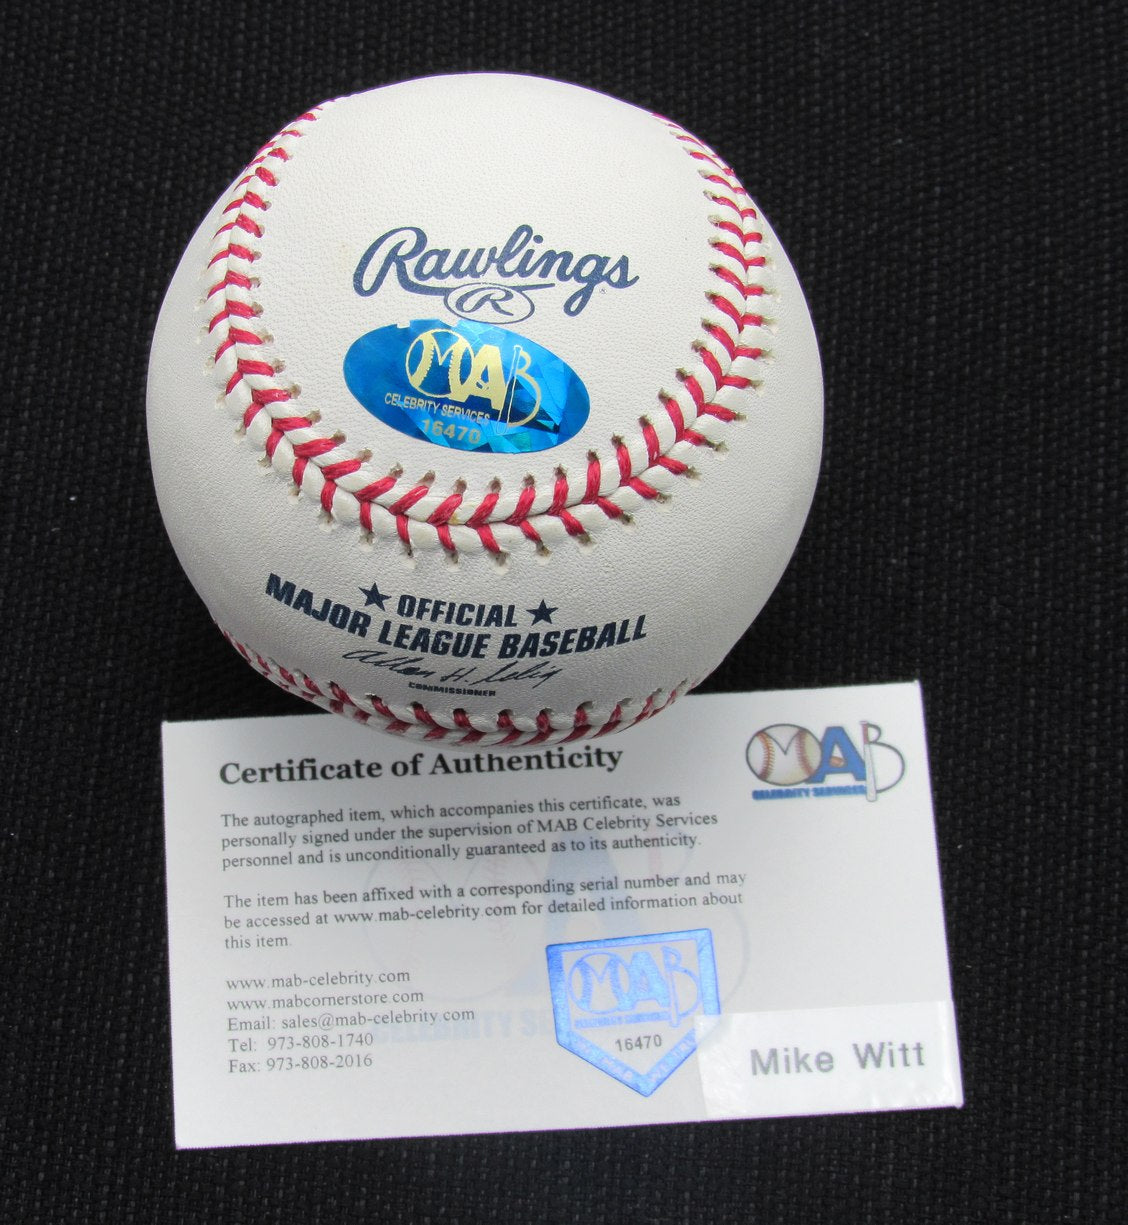 Rawlings
R
MAB
CELEBRITY SERVICES
16470
OFFICIAL
MAJOR LEAGUE BASEBALL
Allan H. Selig
COMMISSIONER
Certificate of Authenticity
MAB
CELEBRITY SERVICES
The autographed item, which accompanies this certificate, was
personally signed under the supervision of MAB Celebrity Services
personnel and is unconditionally guaranteed as to its authenticity.
The item has been affixed with a corresponding serial number and may
be accessed at www.mab-celebrity.com for detailed information about
this item.
www.mab-celebrity.com
www.mabcornerstore.com
Email: sales@mab-celebrity.com
Tel: 973-808-1740
Fax: 973-808-2016
MAB
CELEBRITY SERVICES
16470
Mike Witt